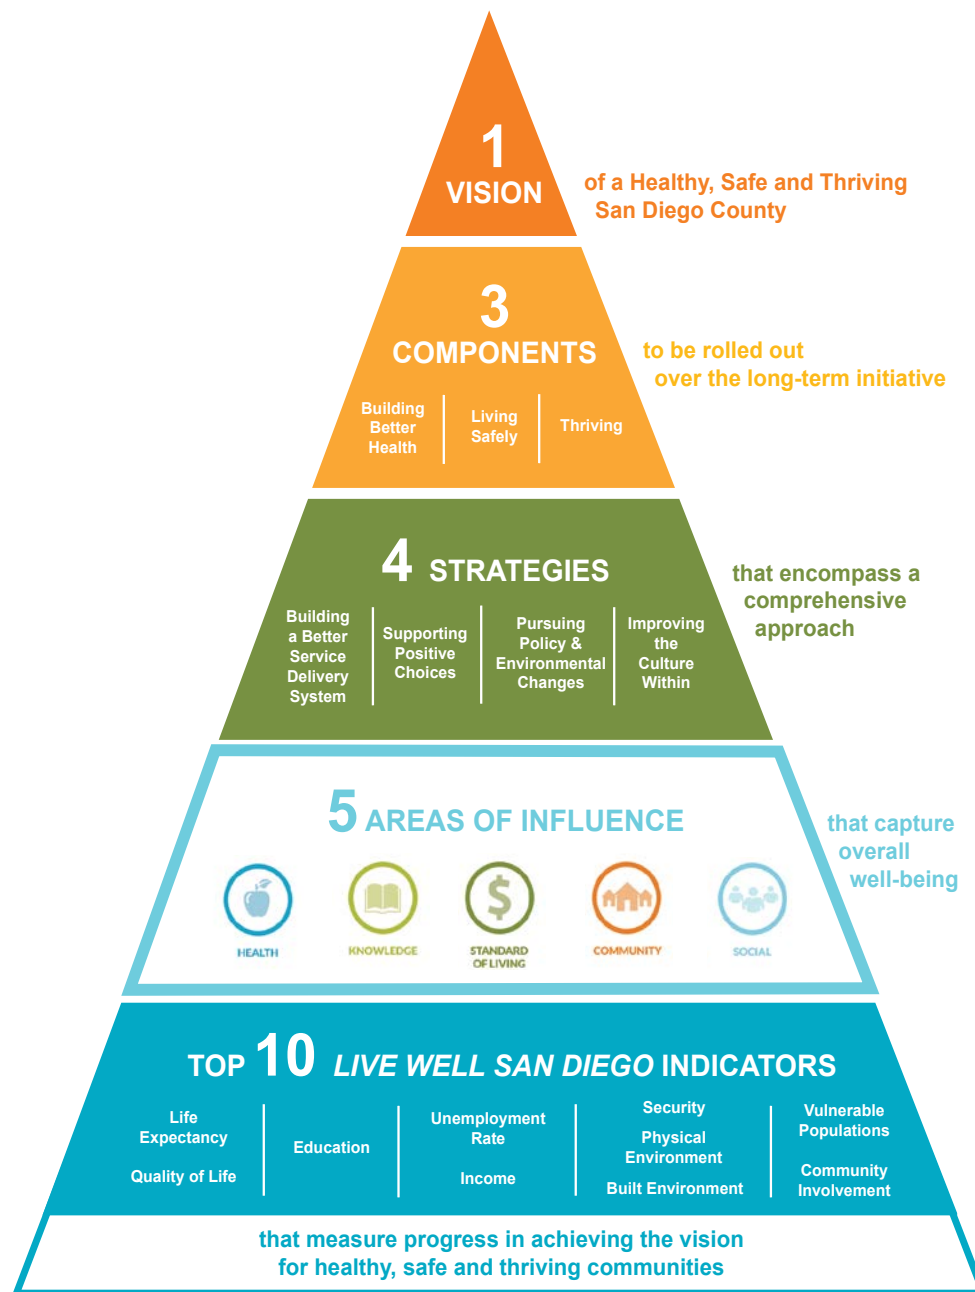 1
VISION
of a Healthy, Safe and Thriving
San Diego County
3
COMPONENTS
to be rolled out
over the long-term initiative
Building
Better
Health
Living
Safely
Thriving
4 STRATEGIES
that encompass a
comprehensive
approach
Building
a Better
Service
Delivery
System
Supporting
Positive
Choices
Pursuing
Policy &
Environmental
Changes
Improving
the
Culture
Within
5 AREAS OF INFLUENCE
that capture
overall
well-being
$
HEALTH
KNOWLEDGE
STANDARD
OF LIVING
COMMUNITY
SOCIAL
TOP 10 LIVE WELL SAN DIEGO INDICATORS
Life
Expectancy
Quality of Life
Education
Unemployment
Rate
Income
Security
Physical
Environment
Built Environment
Vulnerable
Populations
Community
Involvement
that measure progress in achieving the vision
for healthy, safe and thriving communities